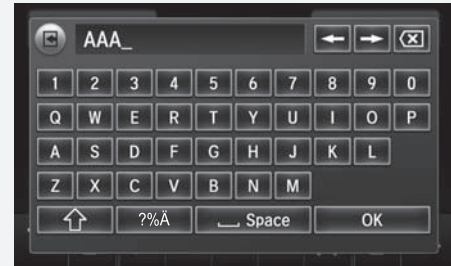 AAA_
1 2 3 4 5 6 7 8 9 0
Q W E R T Y U I O P
A S D F G H J K L
Z X C V B N M
?%Ä Space OK